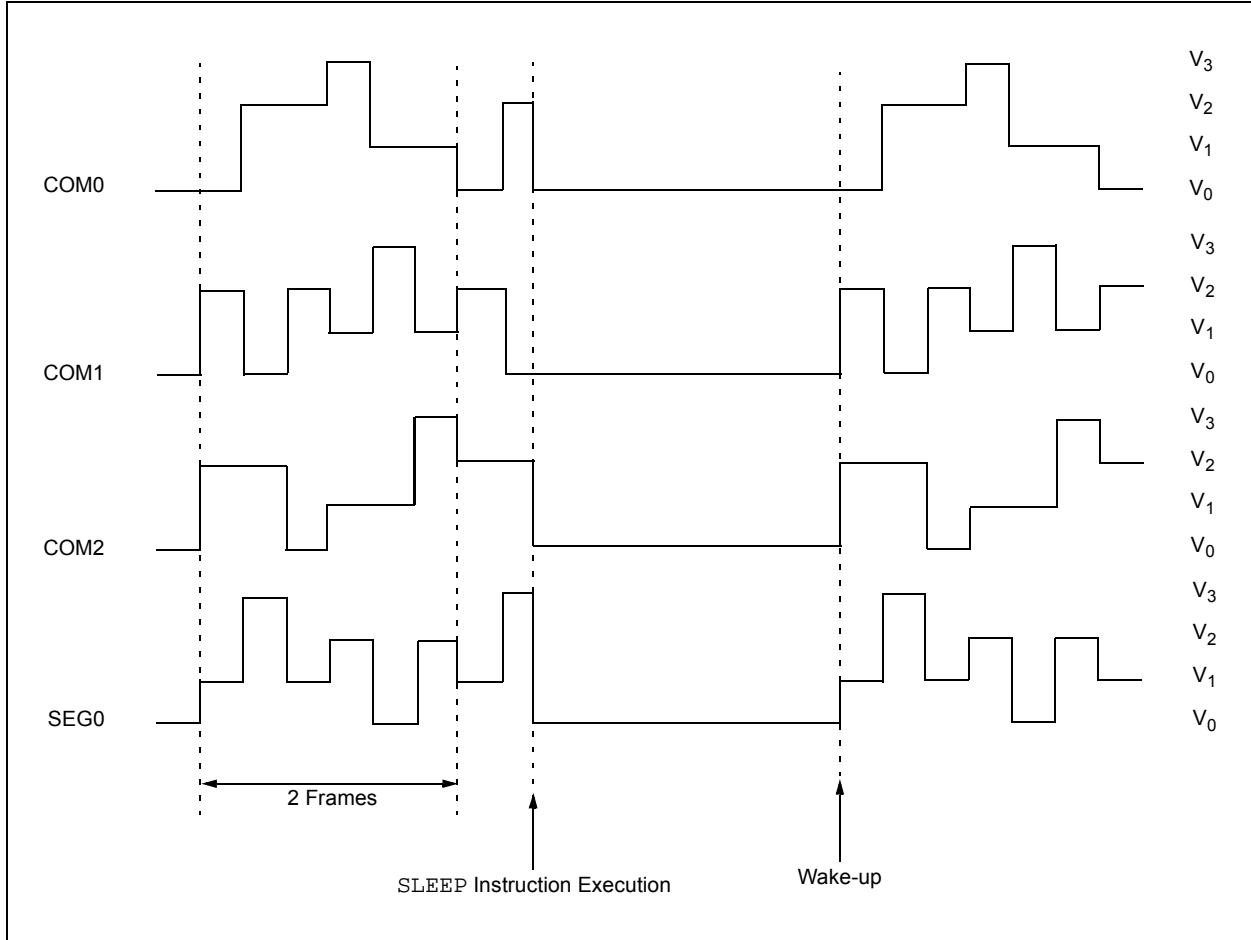 V3
V2
V1
COM0
V0
V3
V2
V1
COM1
V0
V3
V2
V1
COM2
V0
V3
V2
V1
SEG0
V0
2 Frames
SLEEP Instruction Execution
Wake-up